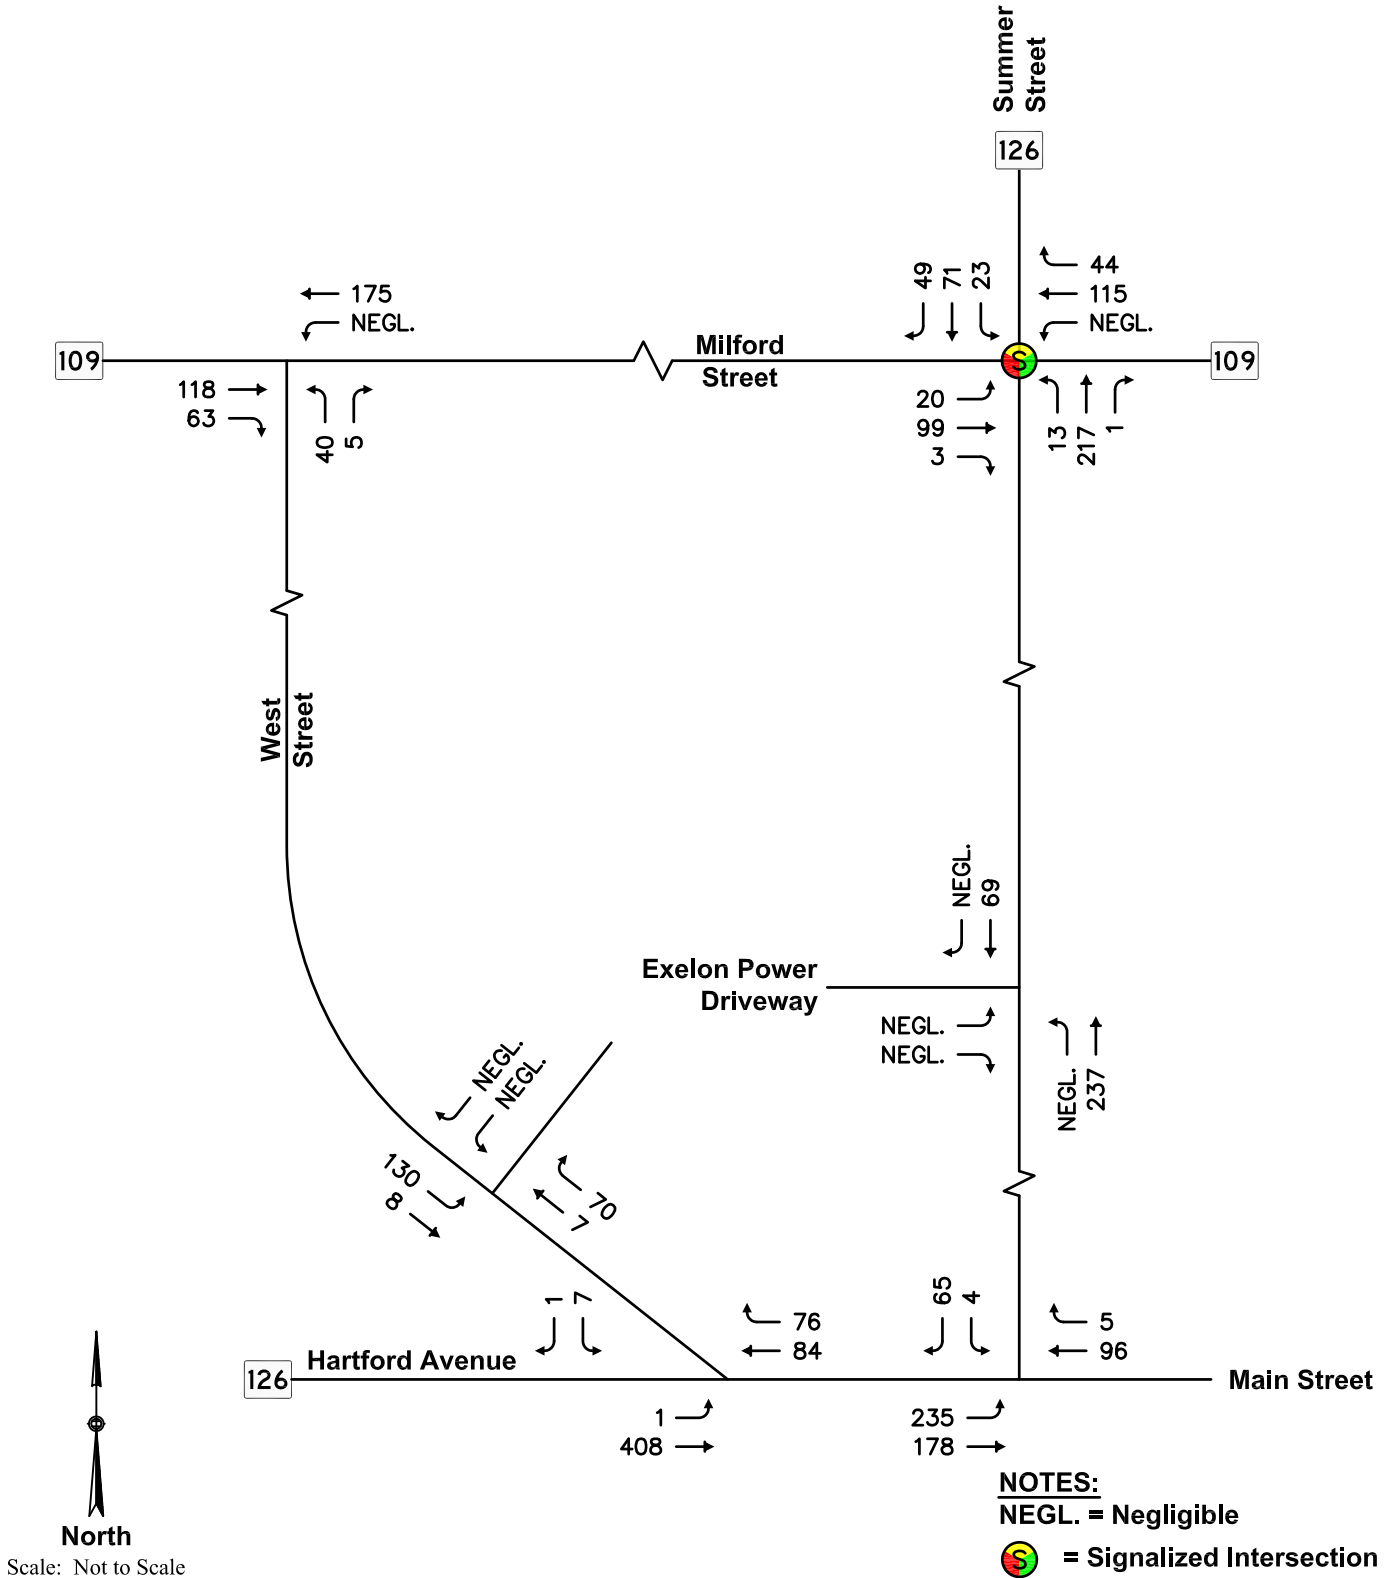 Summer
Street
126
49
71
23
44
115
NEGL.
175
NEGL.
109
Milford
Street
S
109
118
63
40
5
20
99
3
13
217
1
West
Street
NEGL.
69
Exelon Power
Driveway
NEGL.
NEGL.
NEGL.
237
NEGL.
NEGL.
130
8
70
7
1
7
76
84
65
4
5
96
126
Hartford Avenue
Main Street
1
408
235
178
North
Scale: Not to Scale
NOTES:
NEGL. = Negligible
S = Signalized Intersection